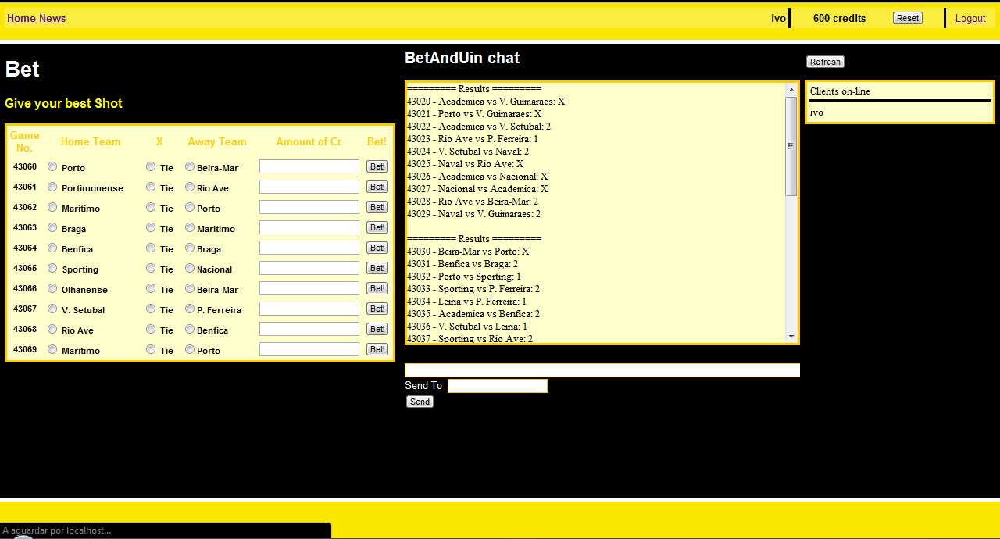 Home News
ivo
600 credits
Reset
Logout
Bet
Give your best Shot
Game No. Home Team X Away Team Amount of Cr Bet!
43060 Porto Tie Beira-Mar Bet!
43061 Portimonense Tie Rio Ave Bet!
43062 Maritimo Tie Porto Bet!
43063 Braga Tie Maritimo Bet!
43064 Benfica Tie Braga Bet!
43065 Sporting Tie Nacional Bet!
43066 Olhanense Tie Beira-Mar Bet!
43067 V. Setubal Tie P. Ferreira Bet!
43068 Rio Ave Tie Benfica Bet!
43069 Maritimo Tie Porto Bet!
BetAndUin chat
========= Results =========
43020 - Academica vs V. Guimaraes: X
43021 - Porto vs V. Guimaraes: X
43022 - Academica vs V. Setubal: 2
43023 - Rio Ave vs P. Ferreira: 1
43024 - V. Setubal vs Naval: 2
43025 - Naval vs Rio Ave: X
43026 - Academica vs Nacional: X
43027 - Nacional vs Academica: X
43028 - Rio Ave vs Beira-Mar: 2
43029 - Naval vs V. Guimaraes: 2
========= Results =========
43030 - Beira-Mar vs Porto: X
43031 - Benfica vs Braga: 2
43032 - Porto vs Sporting: 1
43033 - Sporting vs P. Ferreira: 2
43034 - Leiria vs P. Ferreira: 1
43035 - Academica vs Benfica: 2
43036 - V. Setubal vs Leiria: 1
43037 - Sporting vs Rio Ave: 2
Send To
Send
Refresh
Clients on-line
ivo
A aguardar por localhost...